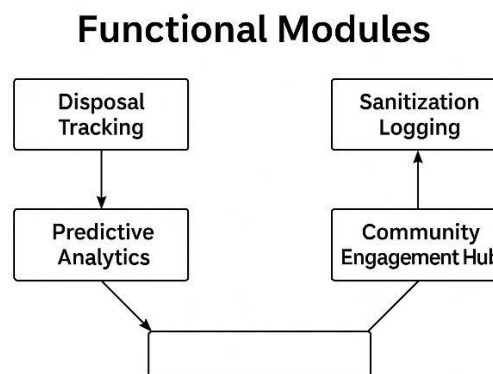 Functional Modules
Disposal
Tracking
Sanitization
Logging
Predictive
Analytics
Community
Engagement Hub